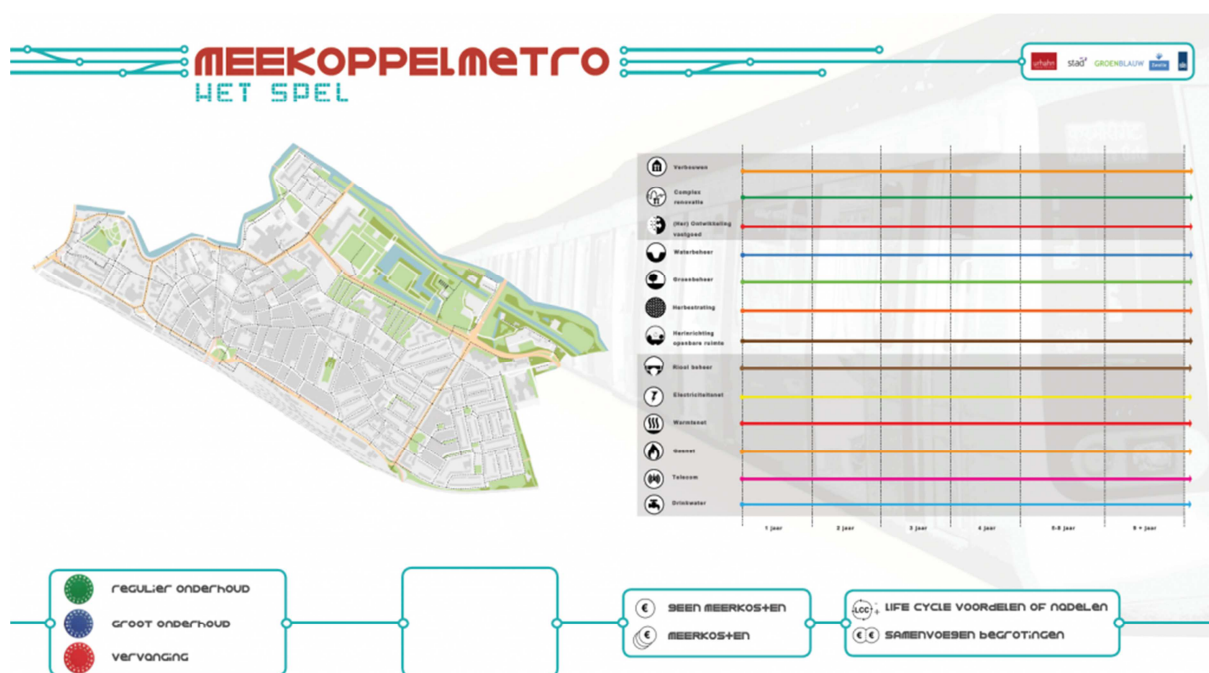 MEEKOPPELMETRO
HET SPEL
urhahn stad² GROENBLAUW Deltares
Verbouwen
Complex
renovatie
(Her) Ontwikkeling
vastgoed
Waterbeheer
Groenbeheer
Herbestrating
Herinrichting
openbare ruimte
Riool beheer
Electriciteitsnet
Warmtenet
Gasnet
Telecom
Drinkwater
1 jaar 2 jaar 3 jaar 4 jaar 5-8 jaar 8 + jaar
regulier onderhoud
groot onderhoud
vervanging
€ geen meerkosten
€ meerkosten
LCC life cycle voordelen of nadelen
€ € samenvoegen begrotingen